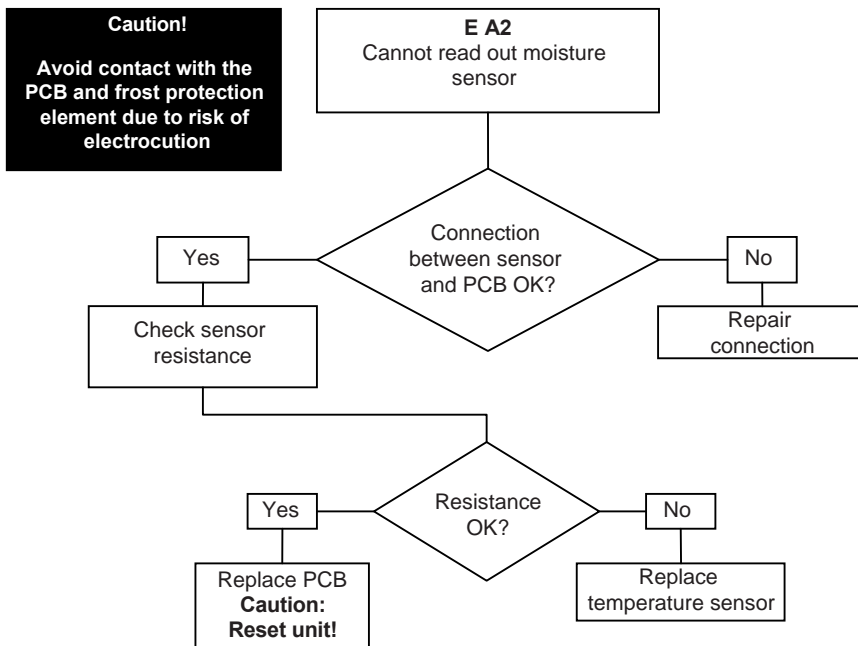 Caution!
Avoid contact with the
PCB and frost protection
element due to risk of
electrocution
E A2
Cannot read out moisture
sensor
Connection
between sensor
and PCB OK?
Yes
No
Check sensor
resistance
Repair
connection
Resistance
OK?
Yes
No
Replace PCB
Caution:
Reset unit!
Replace
temperature sensor